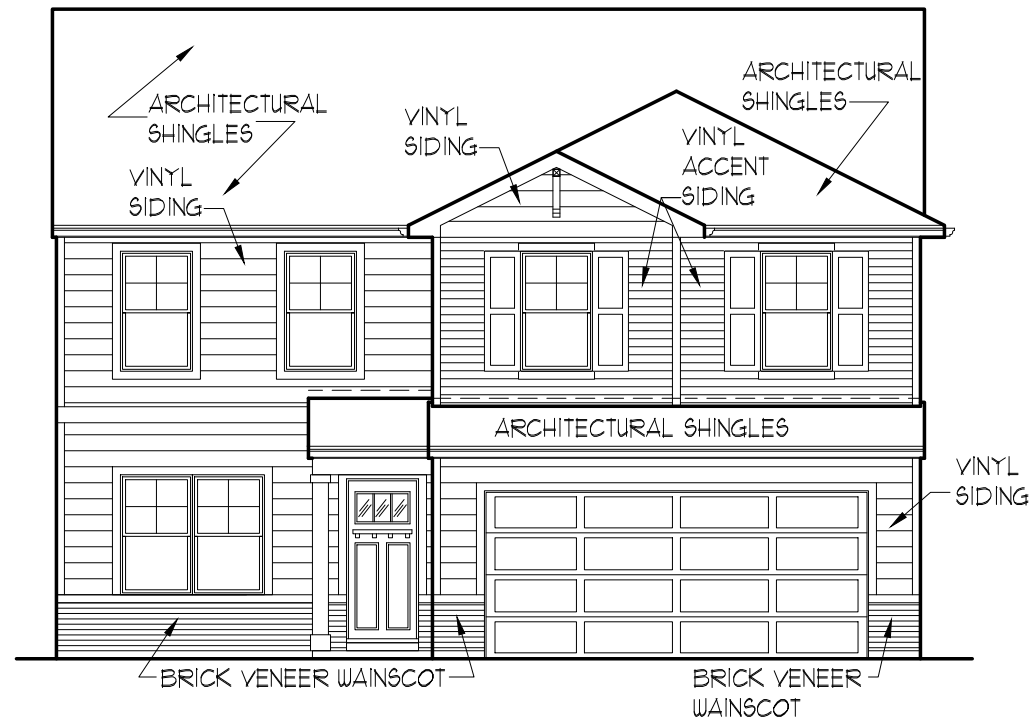 ARCHITECTURAL
SHINGLES
VINYL
SIDING
VINYL
SIDING
ARCHITECTURAL
SHINGLES
VINYL
ACCENT
SIDING
ARCHITECTURAL SHINGLES
VINYL
SIDING
BRICK VENEER WAINSCOT
BRICK VENEER
WAINSCOT